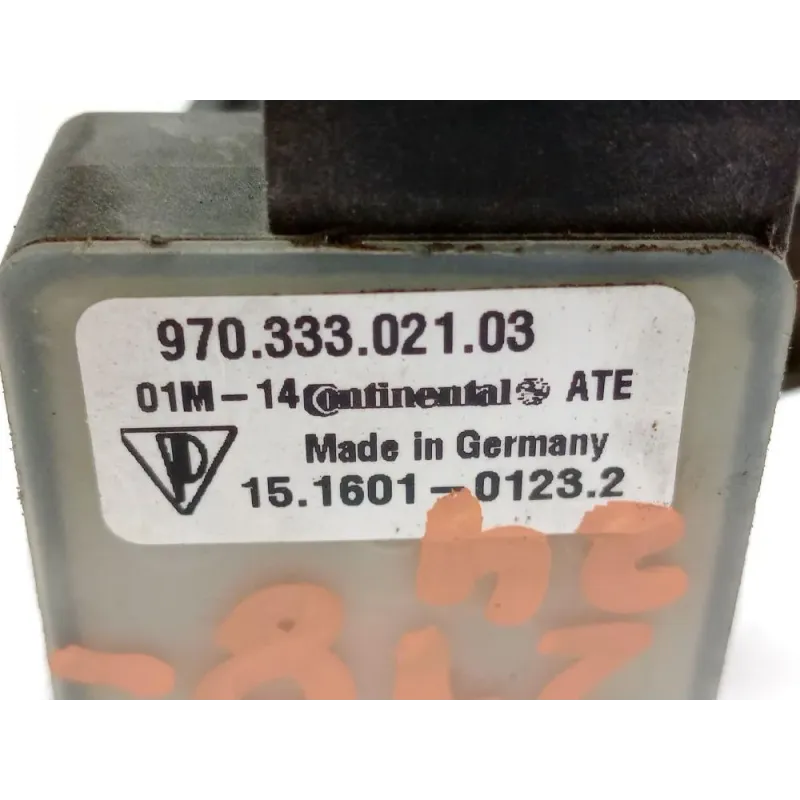 970.333.021.03
01M-14 Continental ATE
Made in Germany
15.1601-0123.2